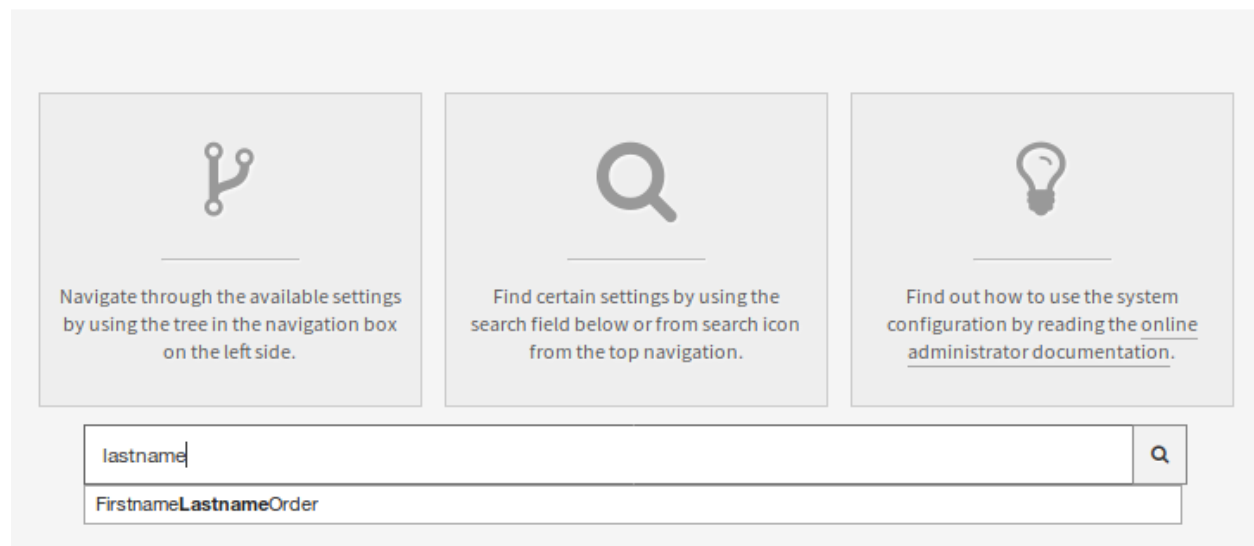 Navigate through the available settings
by using the tree in the navigation box
on the left side.
Find certain settings by using the
search field below or from search icon
from the top navigation.
Find out how to use the system
configuration by reading the online
administrator documentation.
lastname
FirstnameLastnameOrder